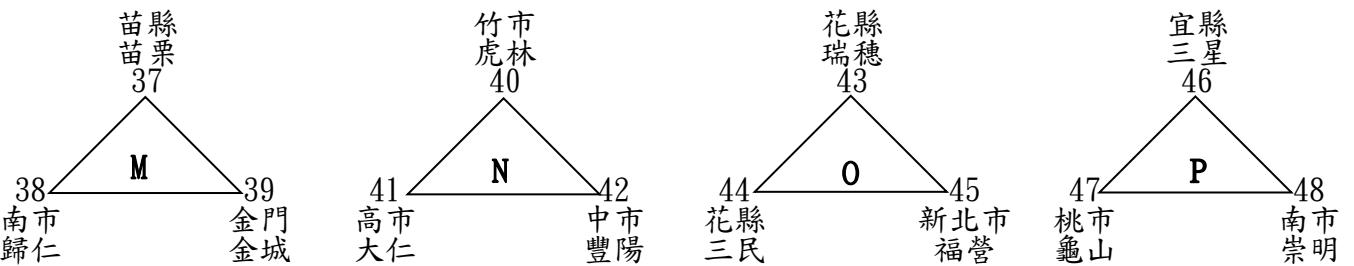 苗縣 竹市 花縣 宜縣
苗栗 虎林 瑞穗 三星
37 40 43 46
M N O P
38 39 41 42 44 45 47 48
南市 金門 高市 中市 花縣 新北市 桃市 南市
歸仁 金城 大仁 豐陽 三民 福營 龜山 崇明